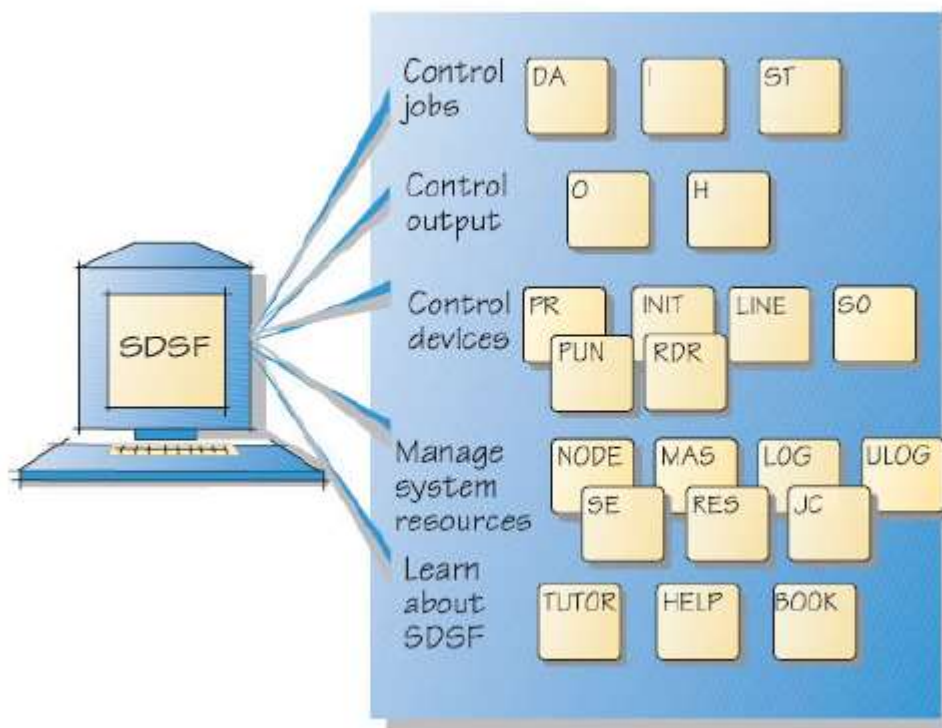 SDSF
Control
jobs
DA
I
ST
Control
output
O
H
Control
devices
PR
INIT
LINE
SO
PUN
RDR
Manage
system
resources
NODE
MAS
LOG
ULOG
SE
RES
JC
Learn
about
SDSF
TUTOR
HELP
BOOK